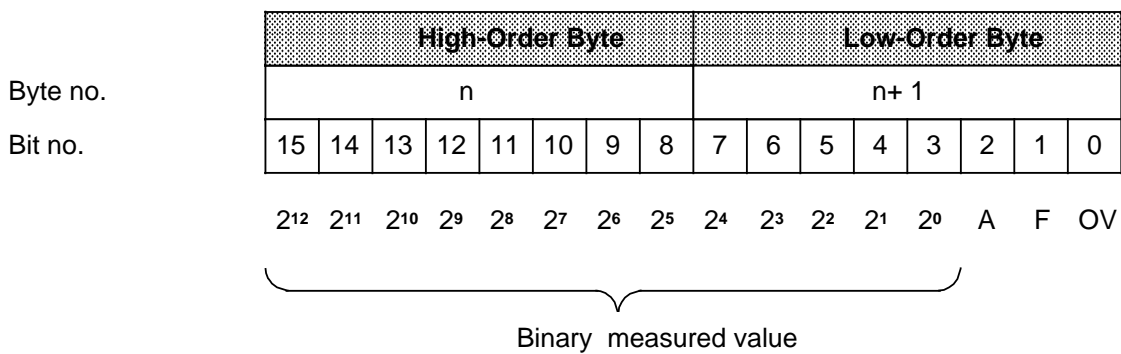 High-Order Byte Low-Order Byte
Byte no. n n+ 1
Bit no. 15 14 13 12 11 10 9 8 7 6 5 4 3 2 1 0
2¹² 2¹¹ 2¹⁰ 2⁹ 2⁸ 2⁷ 2⁶ 2⁵ 2⁴ 2³ 2² 2¹ 2⁰ A F OV
Binary measured value